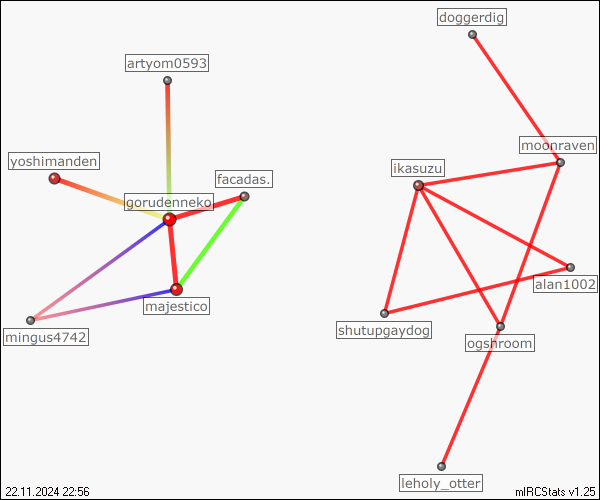 doggerdig
artyom0593
moonraven
yoshimanden
ikasuzu
facadas.
gorudenneko
alan1002
majestico
shutupgaydog
mingus4742
ogshroom
leholy_otter
22.11.2024 22:56
mIRCStats v1.25